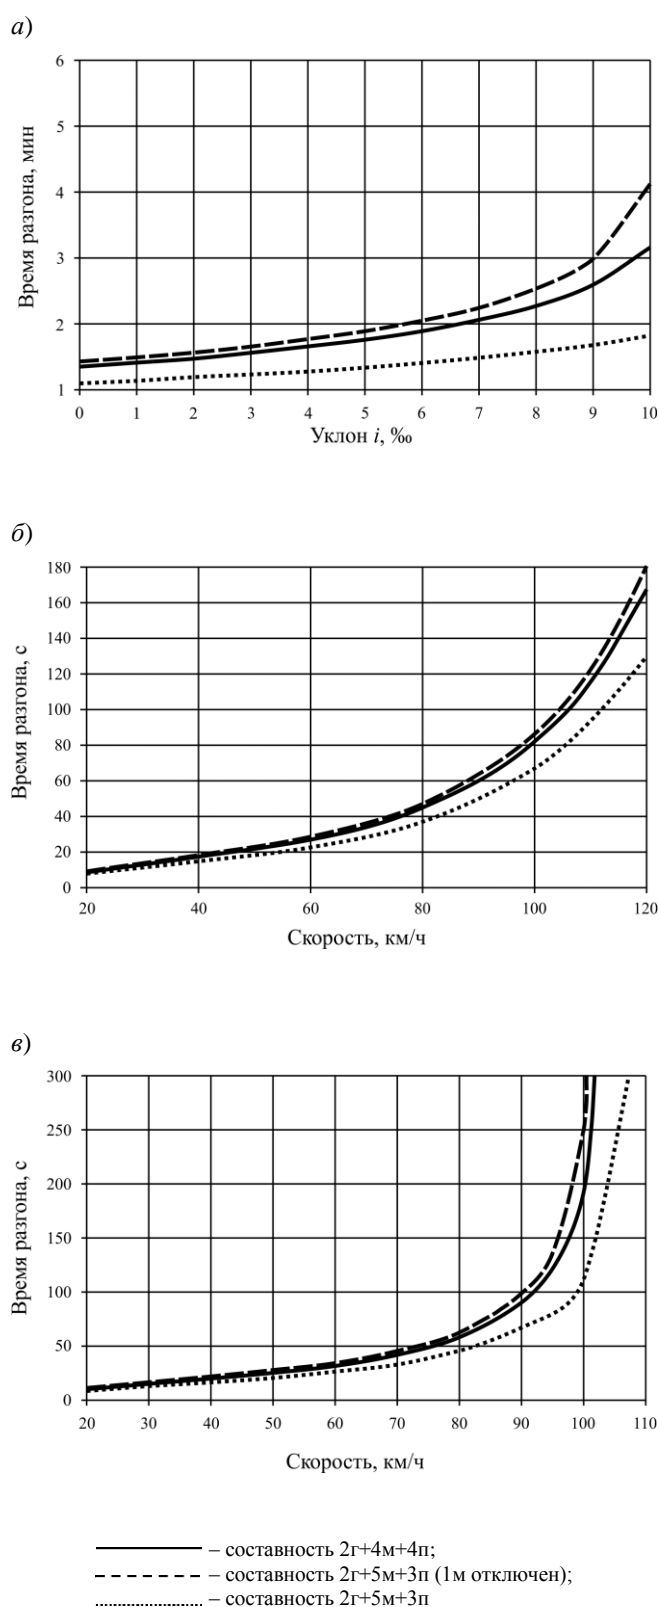 а)
6
5
4
3
2
1
Время разгона, мин
0 1 2 3 4 5 6 7 8 9 10
Уклон i, ‰
б)
180
160
140
120
100
80
60
40
20
0
Время разгона, с
20 40 60 80 100 120
Скорость, км/ч
в)
300
250
200
150
100
50
0
Время разгона, с
20 30 40 50 60 70 80 90 100 110
Скорость, км/ч
– составность 2г+4м+4п;
– составность 2г+5м+3п (1м отключен);
– составность 2г+5м+3п